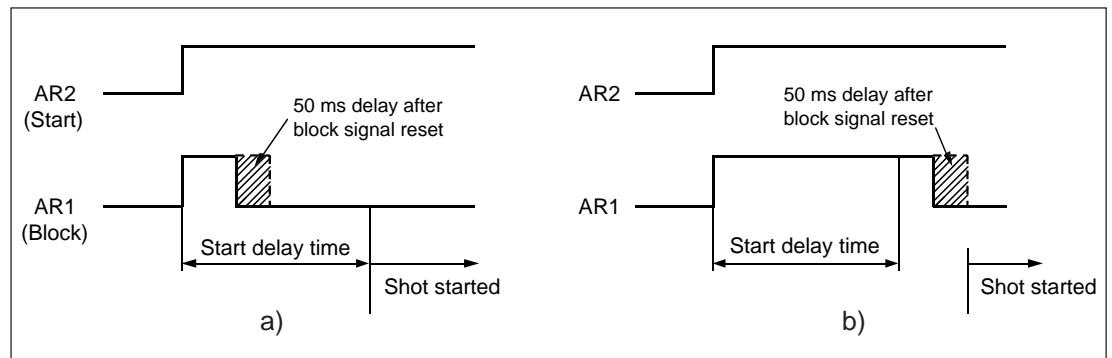 AR2
(Start)
50 ms delay after
block signal reset
AR1
(Block)
Start delay time
Shot started
a)
AR2
50 ms delay after
block signal reset
AR1
Start delay time
Shot started
b)